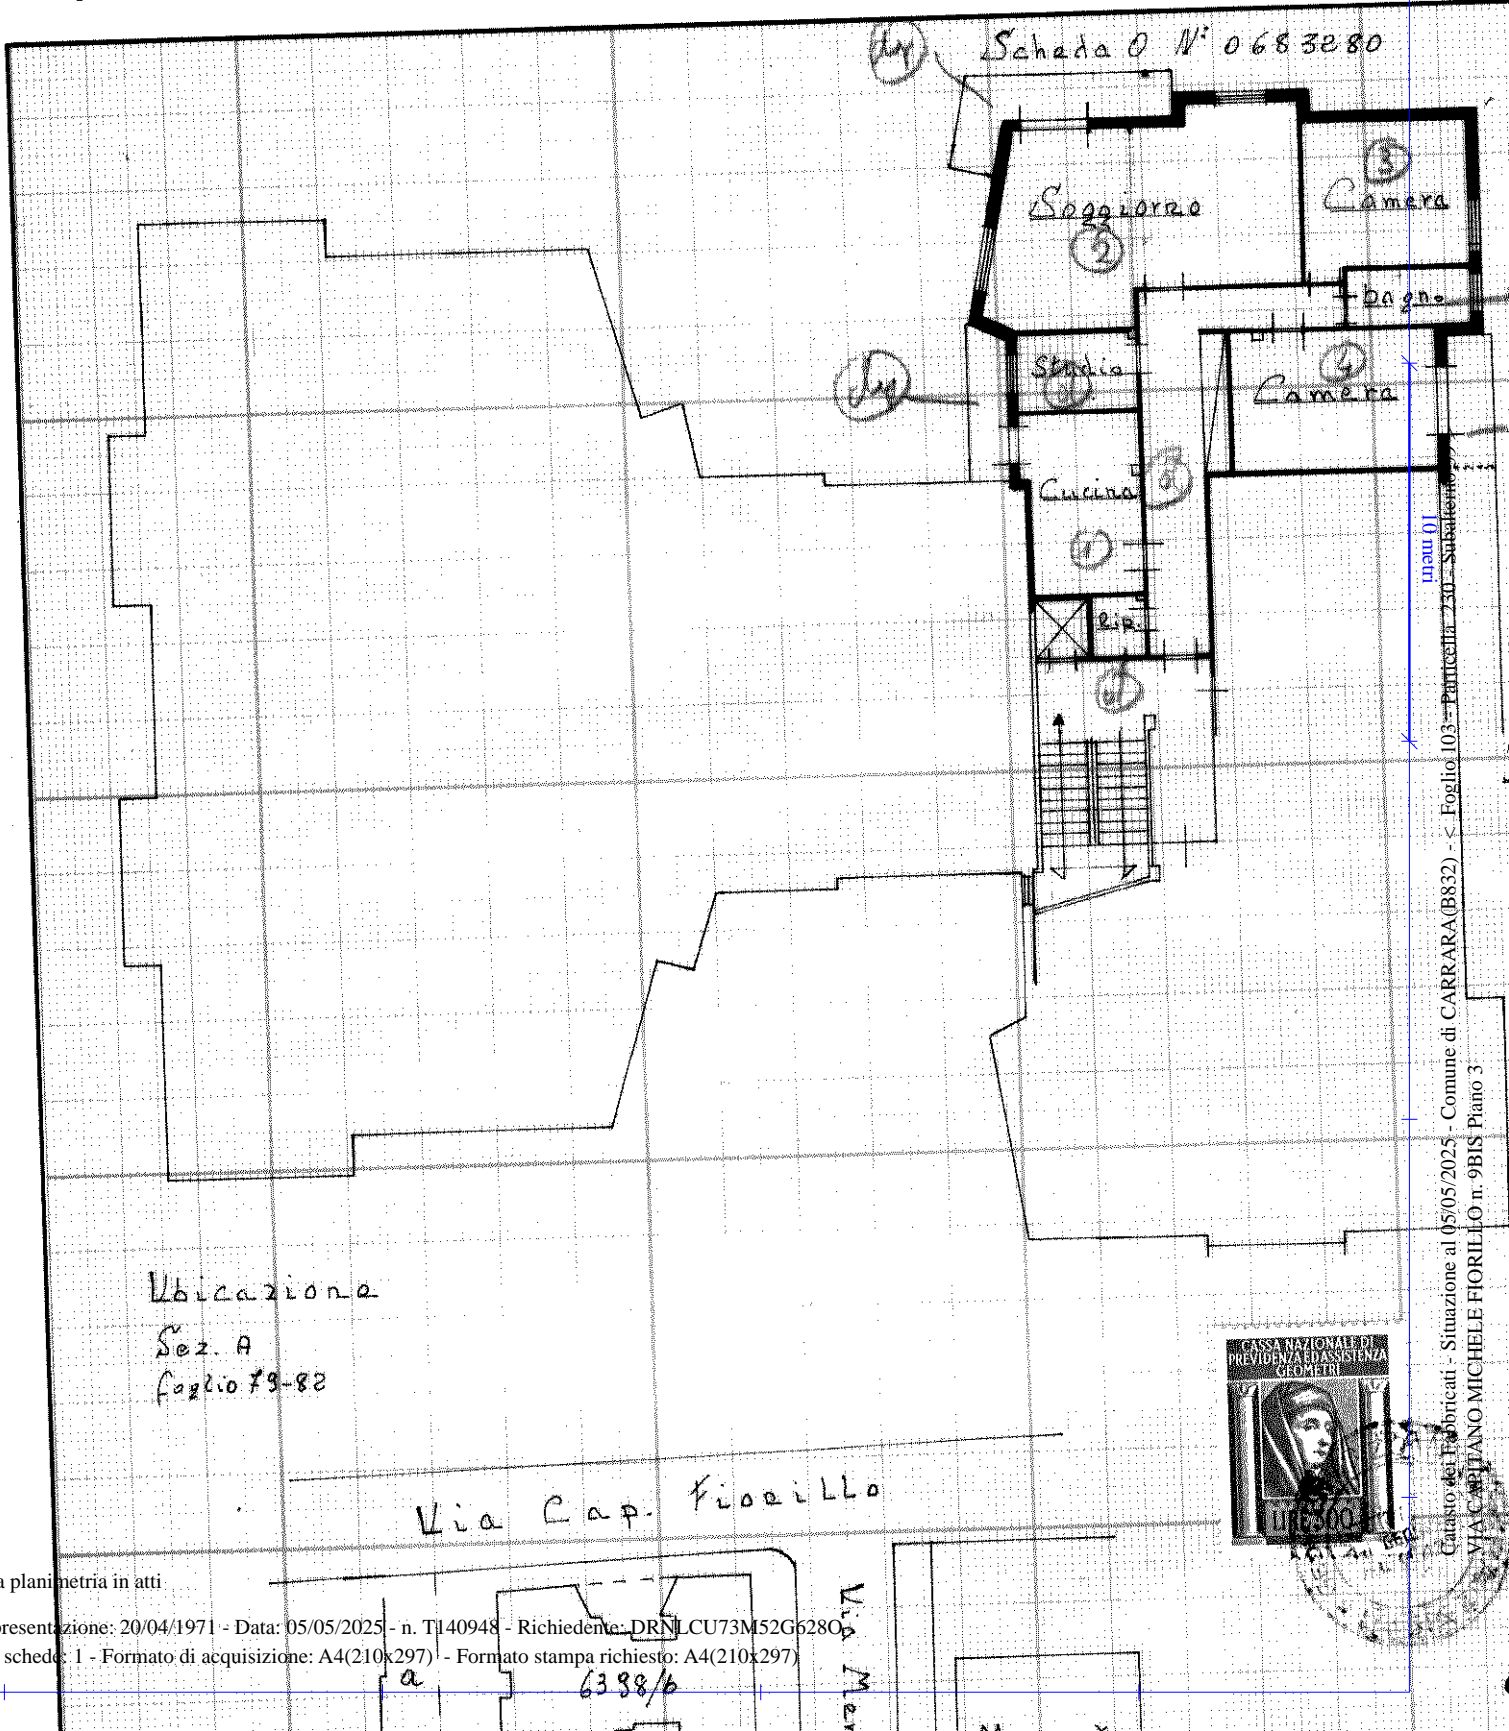 Scheda O N° 0683280
3
Soggiorno
Camera
2
bagno
Studio
4
Camera
Cucina
1
Rip.
10 metri
Catasto dei Fabbricati - Situazione al 05/05/2025 - Comune di CARRARA(B832) - < Foglio 103 - Particella 230 - Subalterno
VIA CAPITANO MICHELE FIORILLO n. 9BIS Piano 3
Ubicazione
Sez. A
foglio 79-82
CASSA NAZIONALE DI
PREVIDENZA ED ASSISTENZA
GEOMETRI
LIRE
Via Cap. Fiorillo
a planimetria in atti
presentazione: 20/04/1971 - Data: 05/05/2025 - n. T140948 - Richiedente: DRNLCU73M52G628O
schede: 1 - Formato di acquisizione: A4(210x297) - Formato stampa richiesto: A4(210x297)
a
6398/6
Via Mer